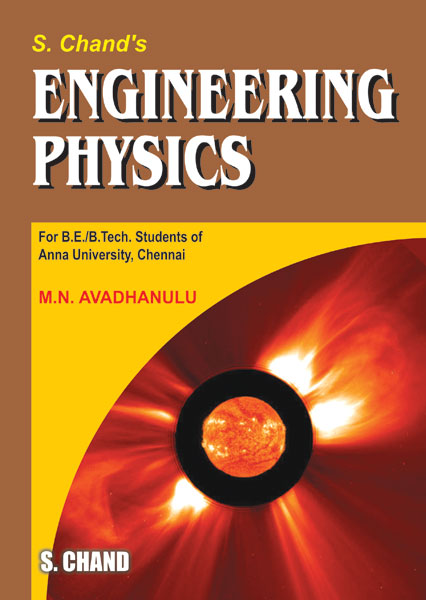 S. Chand's
ENGINEERING
PHYSICS
For B.E./B.Tech. Students of
Anna University, Chennai
M.N. AVADHANULU
S. CHAND